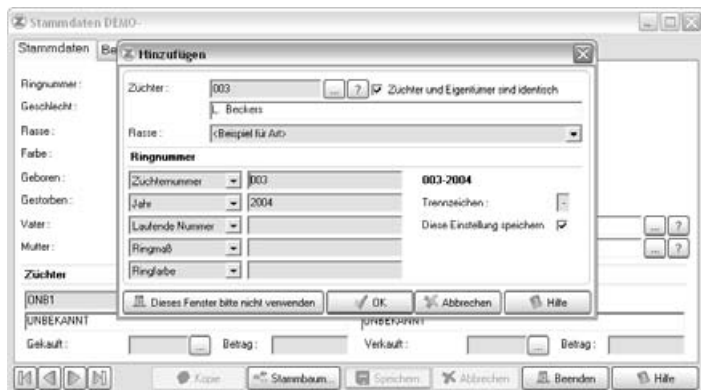 Stammdaten DEMO-
Stammdaten Be
Hinzufügen
Ringnummer :
Geschlecht :
Rasse :
Farbe :
Geboren :
Gestorben :
Vater :
Mutter :
Züchter : 003 ... ? Züchter und Eigentümer sind identisch
L. Beckers
Rasse : <Beispiel für Art>
Ringnummer
Züchternummer 003 003-2004
Jahr 2004 Trennzeichen : -
Laufende Nummer Diese Einstellung speichern
Ringmaß
Ringfarbe
Dieses Fenster bitte nicht verwenden OK Abbrechen Hilfe
... ?
... ?
Züchter
ONB1
UNBEKANNT UNBEKANNT
Gekauft : ... Betrag : Verkauft : ... Betrag :
Kopie Stammbaum... Speichern Abbrechen Beenden Hilfe